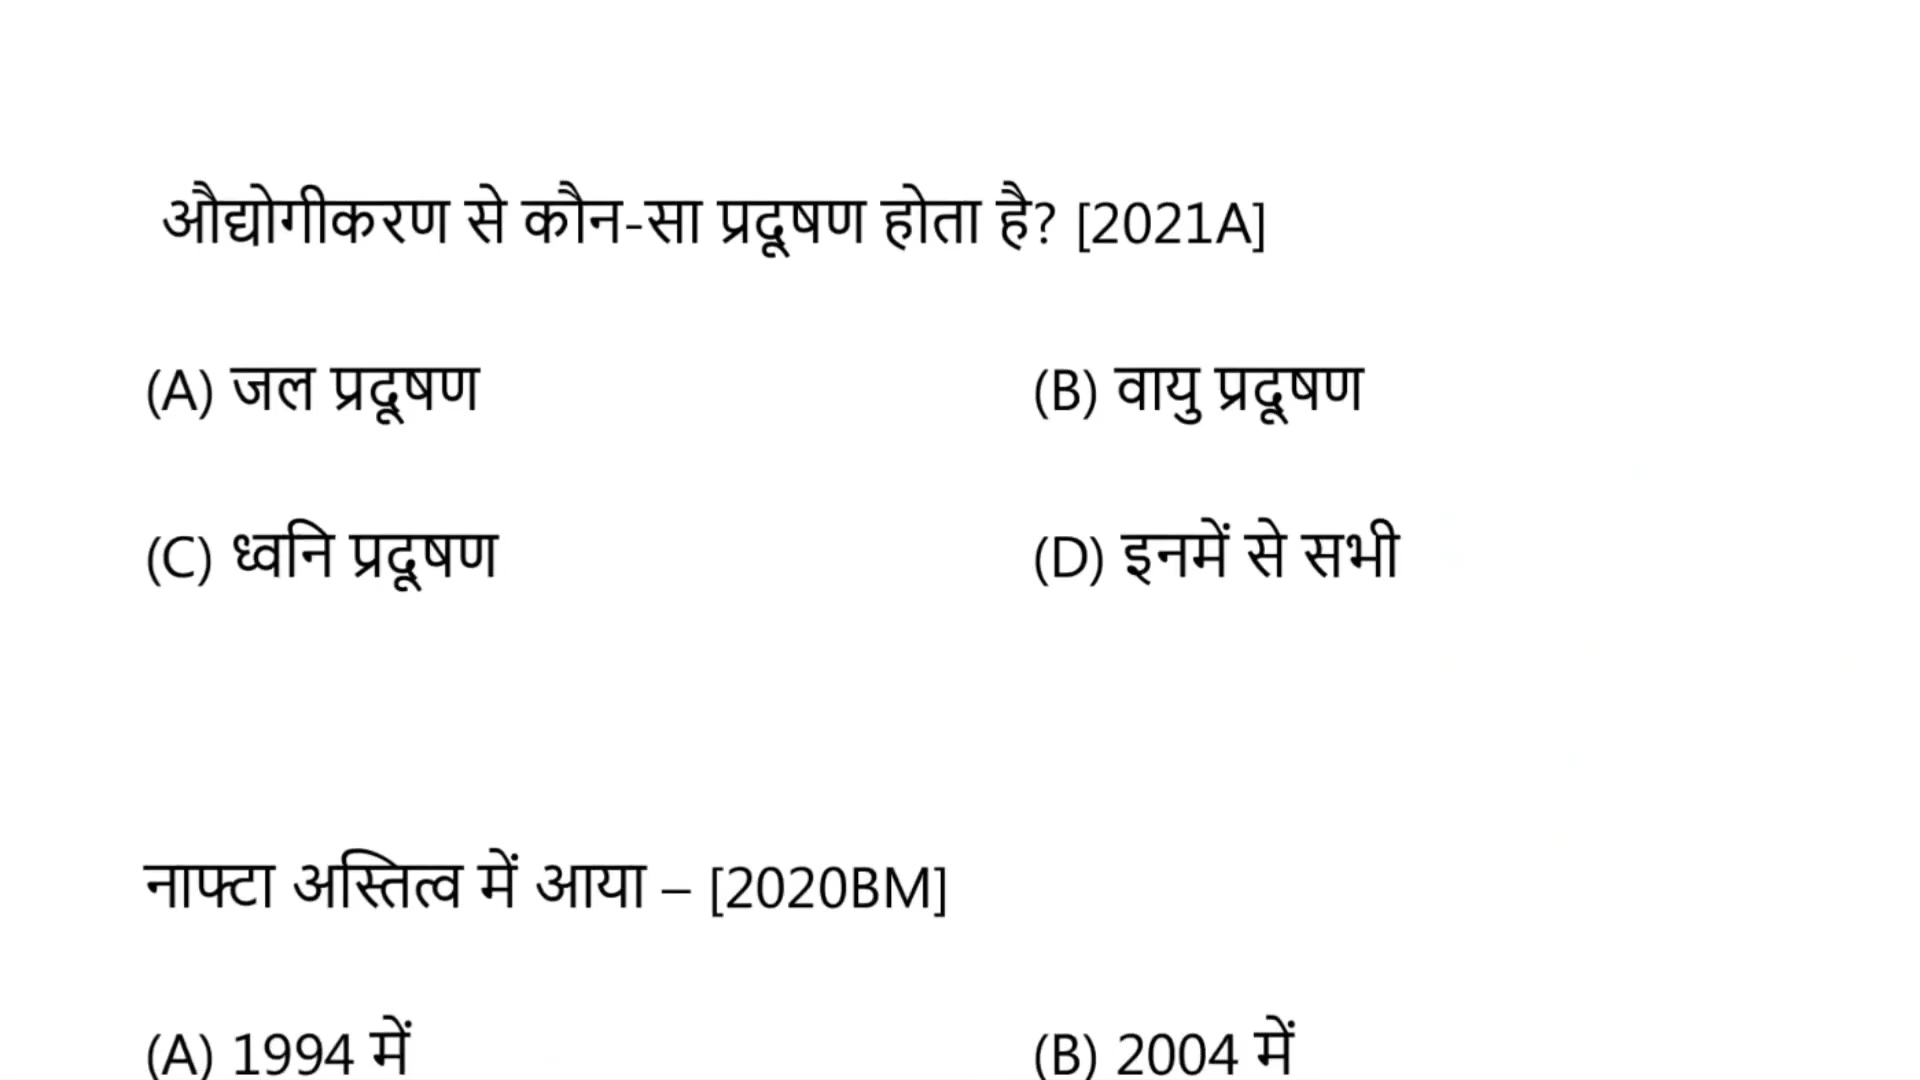 औद्योगीकरण से कौन-सा प्रदूषण होता है? [2021A]
(A) जल प्रदूषण (B) वायु प्रदूषण
(C) ध्वनि प्रदूषण (D) इनमें से सभी
नाफ्टा अस्तित्व में आया – [2020BM]
(A) 1994 में (B) 2004 में